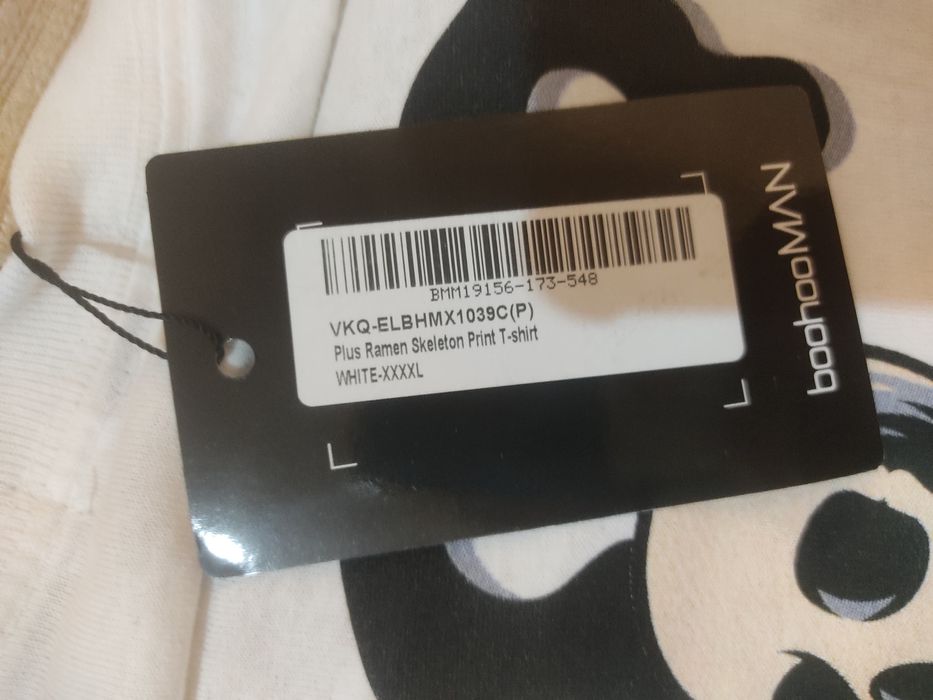 BMM19156-173-548
VKQ-ELBHMX1039C(P)
Plus Ramen Skeleton Print T-shirt
WHITE-XXXXL
boohooMAN